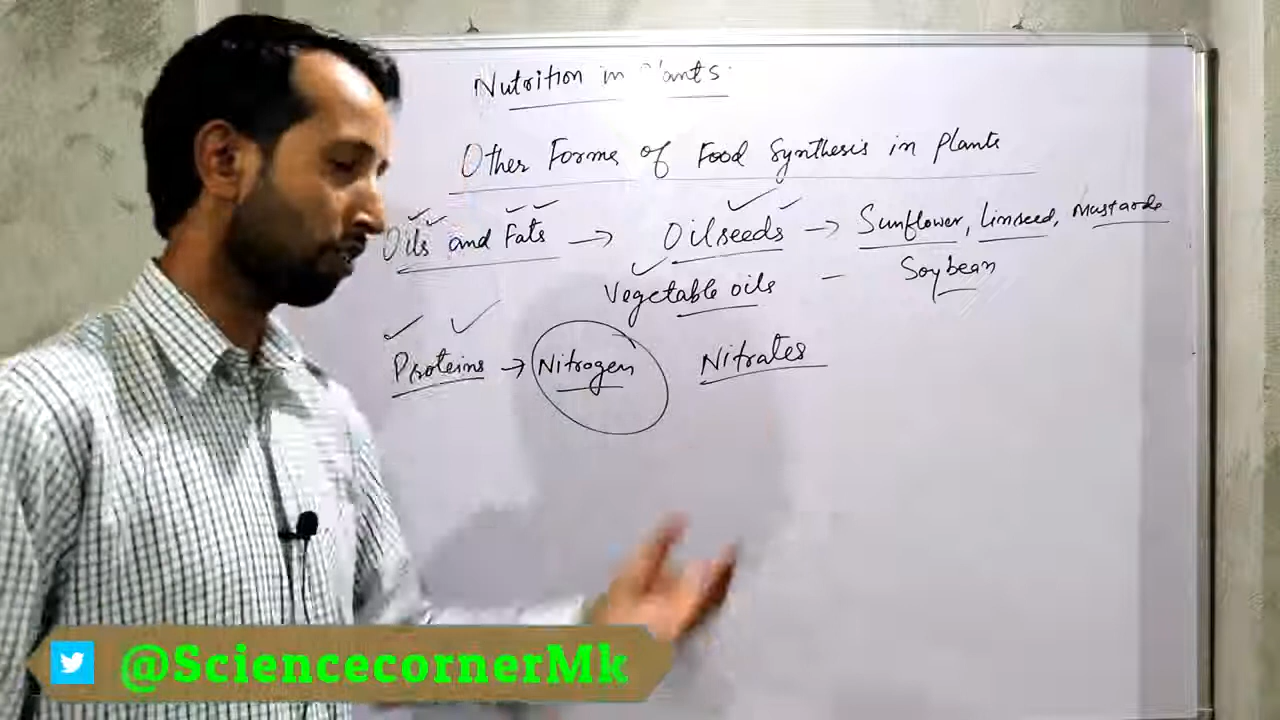 Nutrition in Plants
Other Forms of Food Synthesis in Plants
Oils and Fats → Oilseeds → Sunflower, Linseed, Mustards
Vegetable oils – Soybean
Proteins → Nitrogen Nitrates
@SciencecornerMk